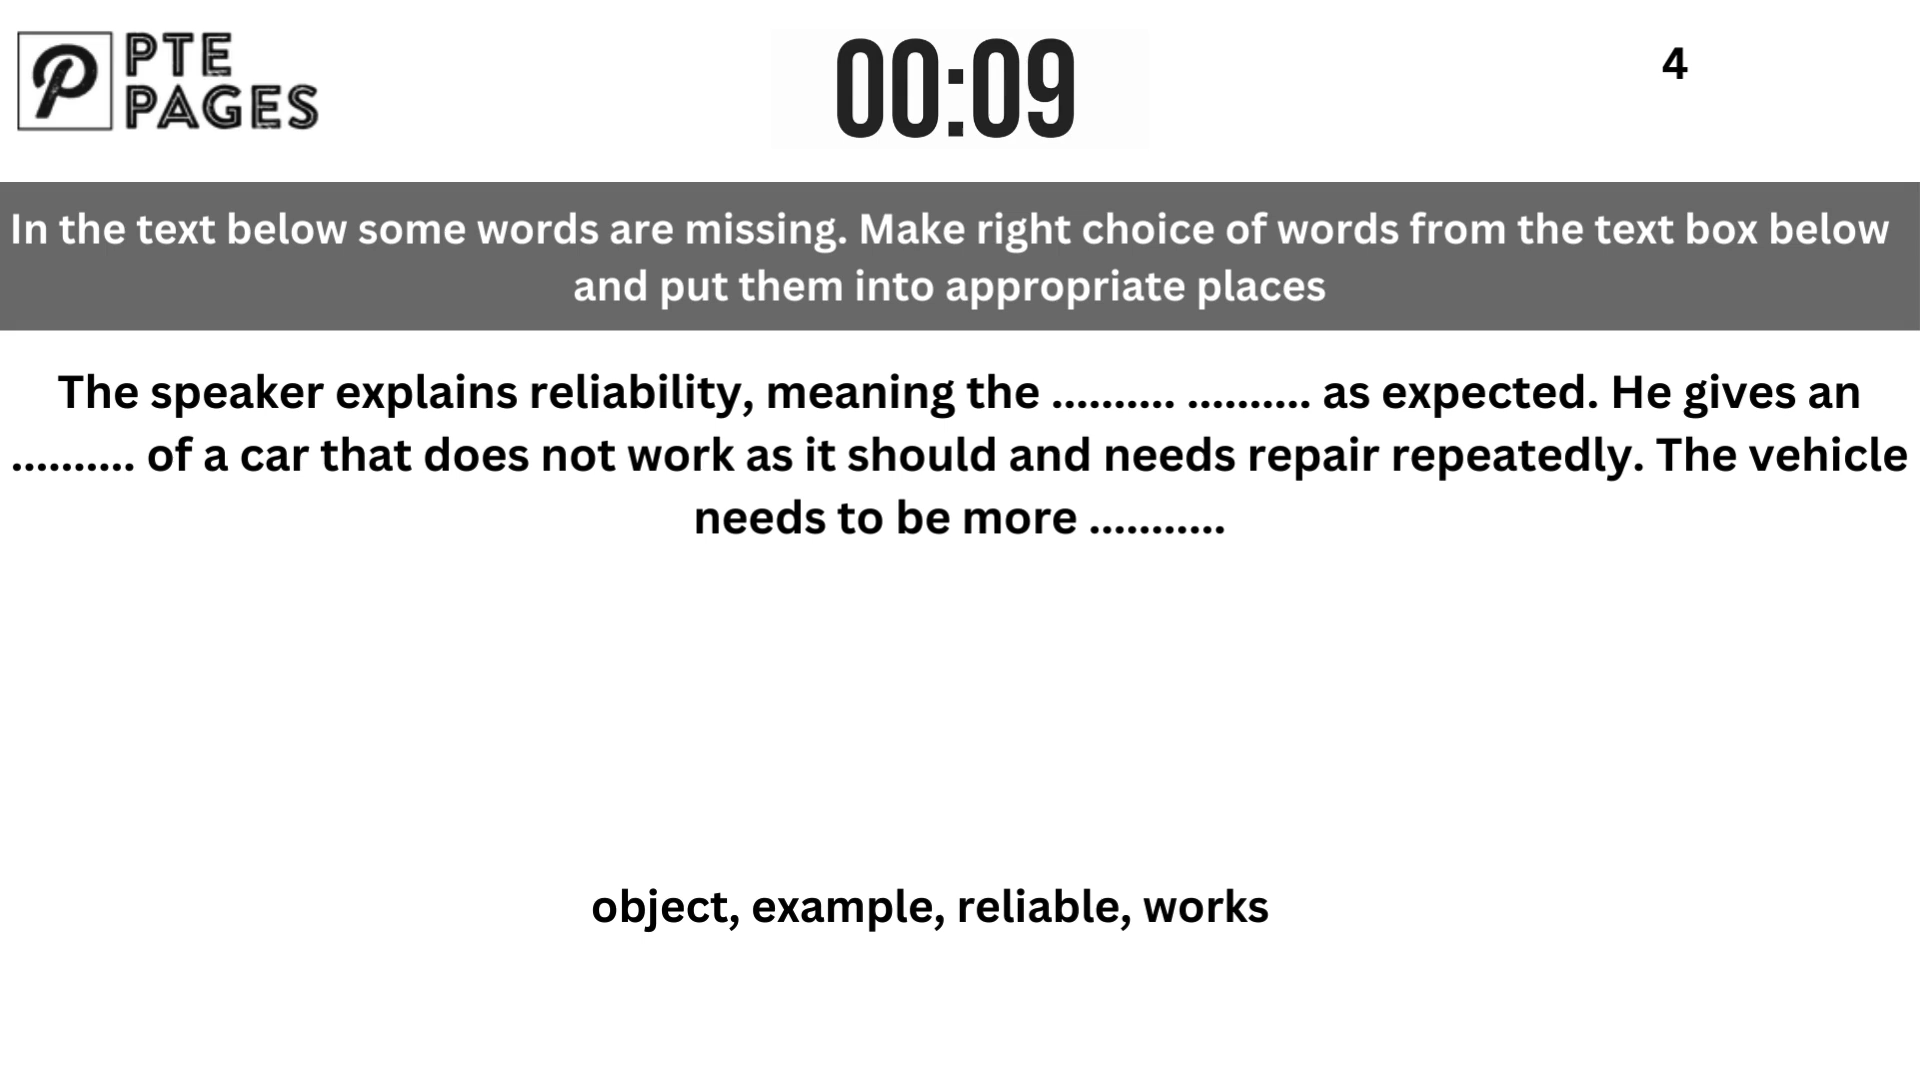 PTE
PAGES
00:09
4
In the text below some words are missing. Make right choice of words from the text box below
and put them into appropriate places
The speaker explains reliability, meaning the .......... .......... as expected. He gives an
.......... of a car that does not work as it should and needs repair repeatedly. The vehicle
needs to be more ...........
object, example, reliable, works